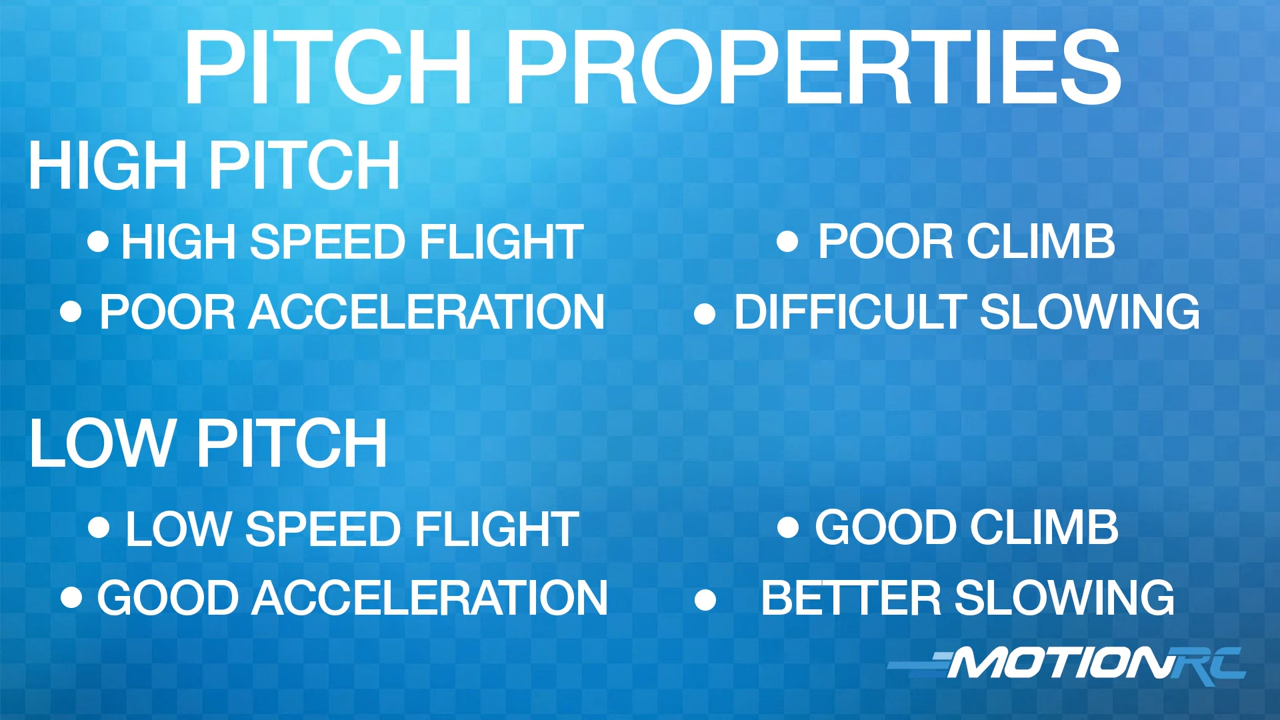 PITCH PROPERTIES
HIGH PITCH
• HIGH SPEED FLIGHT
• POOR CLIMB
• POOR ACCELERATION
• DIFFICULT SLOWING
LOW PITCH
• LOW SPEED FLIGHT
• GOOD CLIMB
• GOOD ACCELERATION
• BETTER SLOWING
MOTIONRC